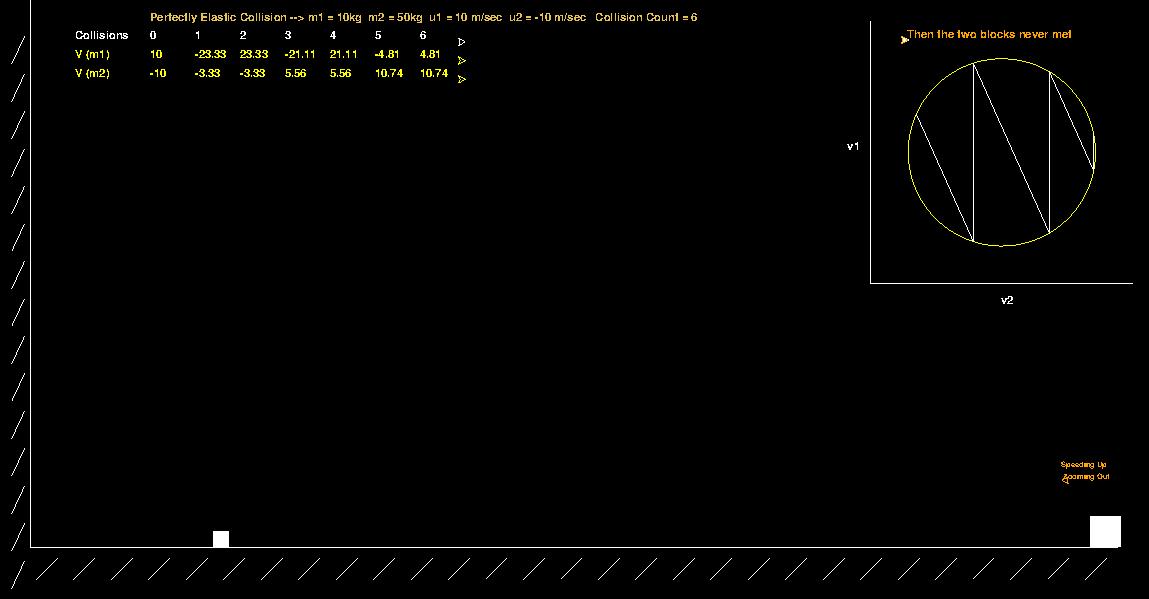 Perfectly Elastic Collision --> m1 = 10kg m2 = 50kg u1 = 10 m/sec u2 = -10 m/sec Collision Count = 6
Collisions 0 1 2 3 4 5 6
V (m1) 10 -23.33 23.33 -21.11 21.11 -4.81 4.81
V (m2) -10 -3.33 -3.33 5.56 5.56 10.74 10.74
Then the two blocks never met
v1
v2
Speeding Up
Zooming Out